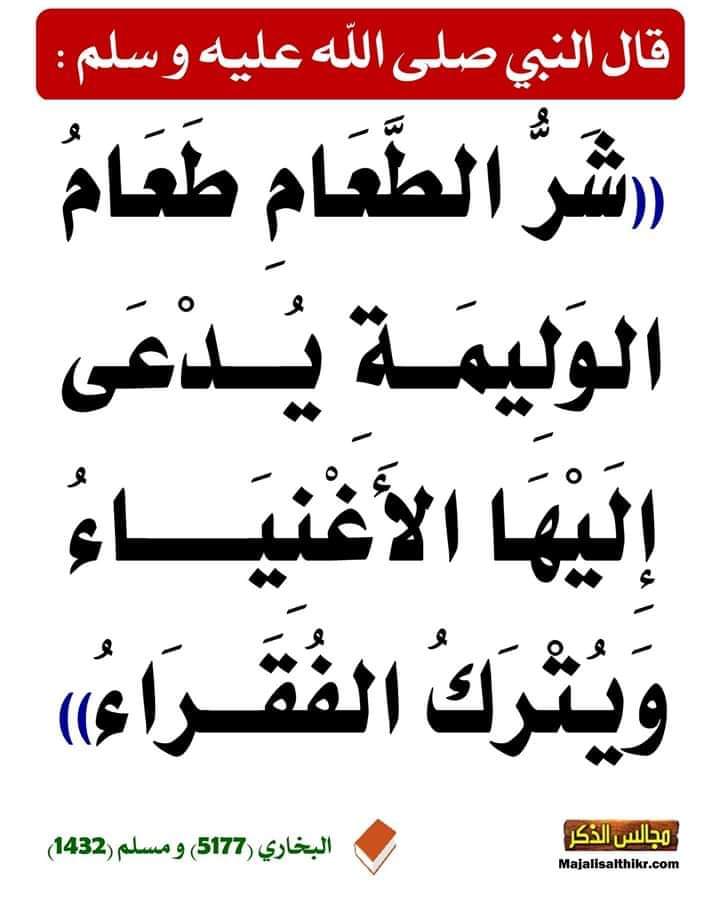 قال النبي صلى الله عليه و سلم :
((شَرُّ الطَّعَامِ طَعَامُ
الوَلِيمَةِ يُدْعَى
إِلَيْهَا الأَغْنِيَاءُ
وَيُتْرَكُ الفُقَرَاءُ))
البخاري (5177) و مسلم (1432)
مجالس الذكر
Majalisalthikr.com